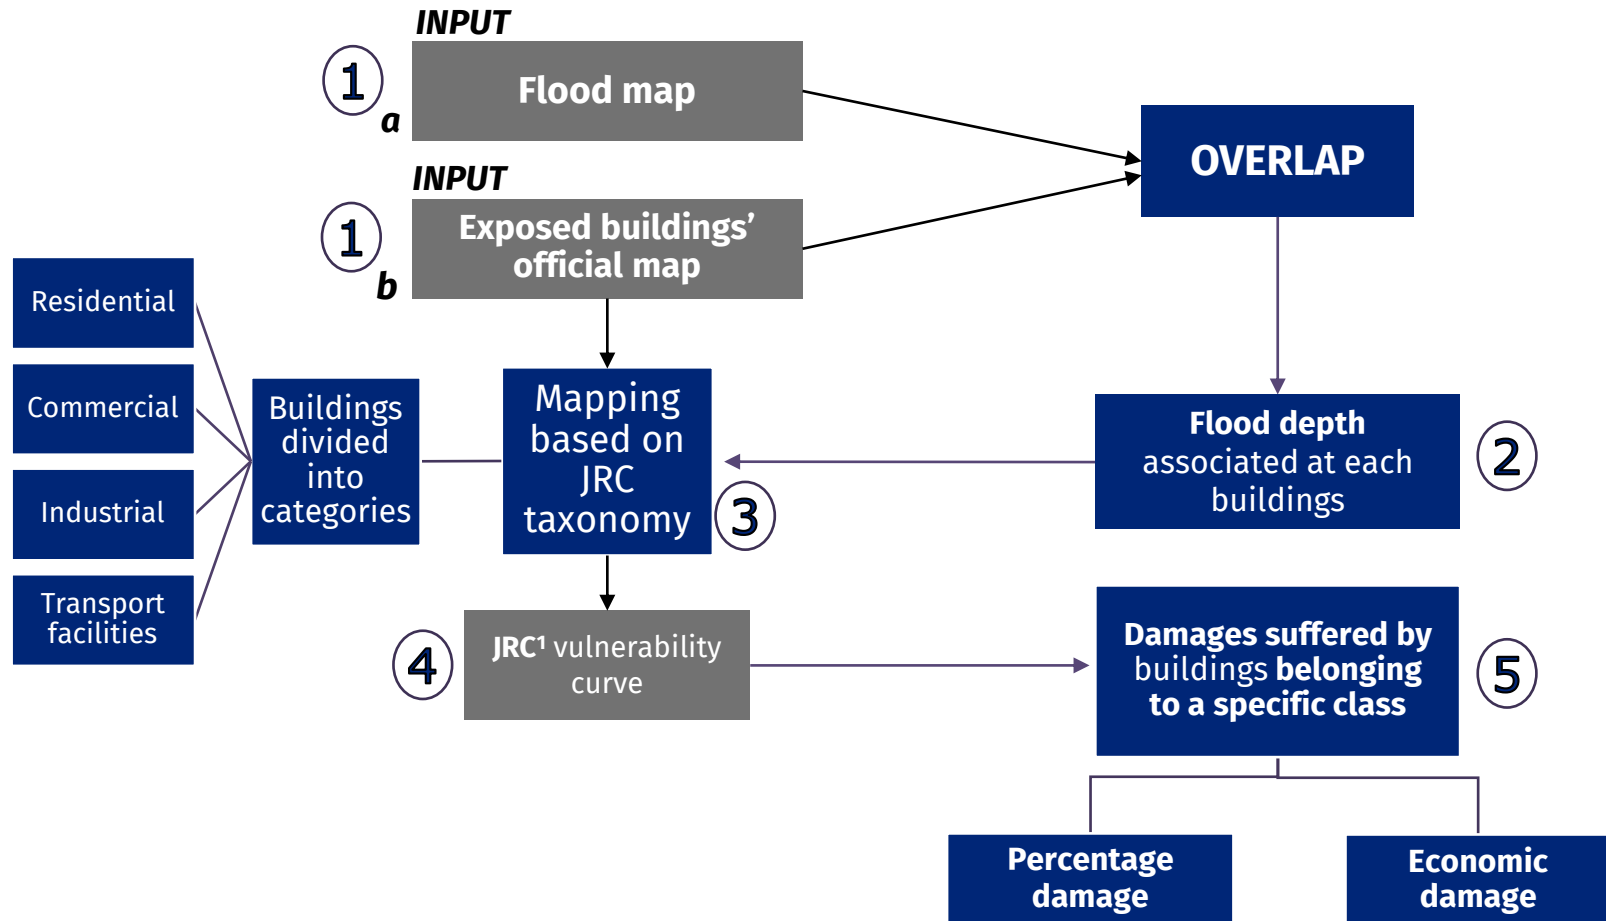 INPUT
1
a
Flood map
OVERLAP
INPUT
1
b
Exposed buildings’
official map
Residential
Commercial
Industrial
Transport
facilities
Buildings
divided
into
categories
Mapping
based on
JRC
taxonomy
3
Flood depth
associated at each
buildings
2
4
JRC¹ vulnerability
curve
Damages suffered by
buildings belonging
to a specific class
5
Percentage
damage
Economic
damage